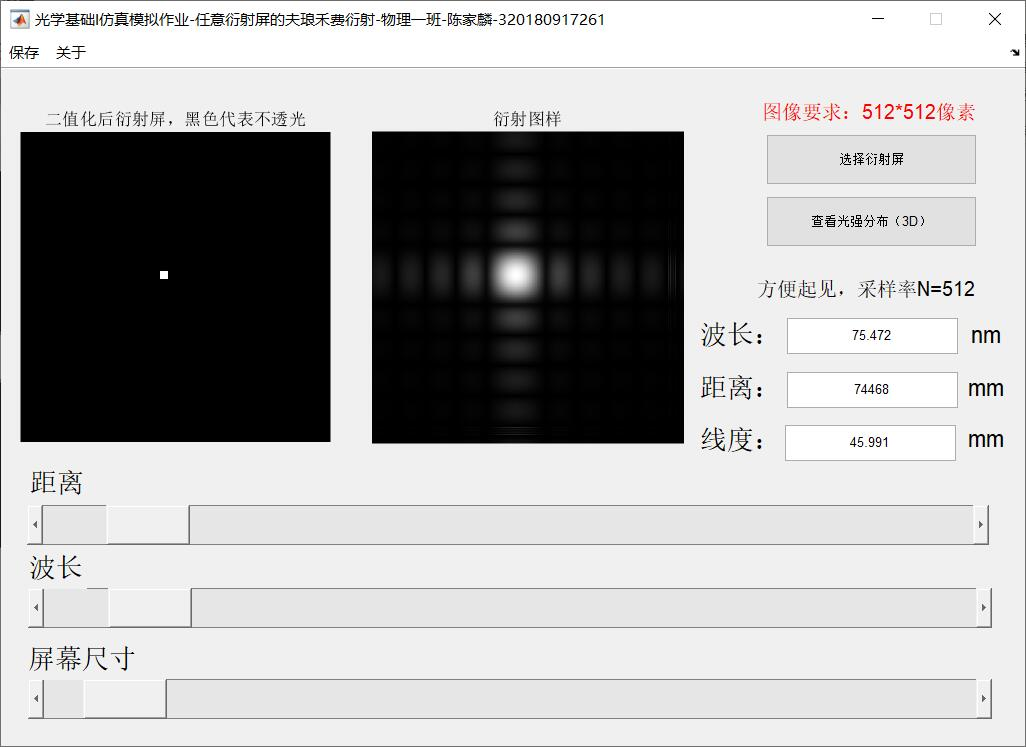 光学基础I仿真模拟作业-任意衍射屏的夫琅禾费衍射-物理一班-陈家麟-320180917261
保存 关于
二值化后衍射屏，黑色代表不透光
衍射图样
图像要求：512*512像素
选择衍射屏
查看光强分布（3D）
方便起见，采样率N=512
波长： 75.472 nm
距离： 74468 mm
线度： 45.991 mm
距离
波长
屏幕尺寸